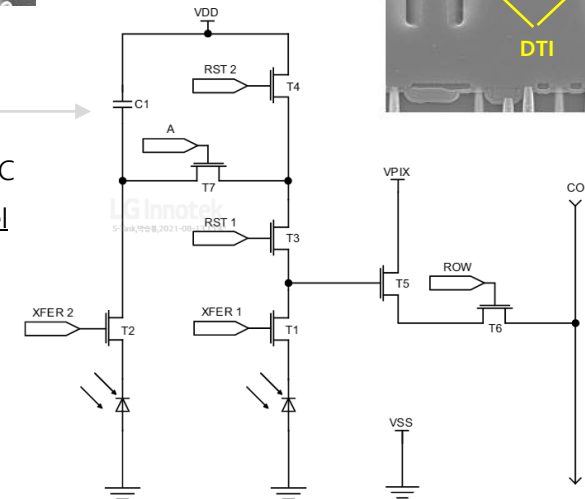 VDD
RST 2
T4
DTI
C1
A
T7
C
VPIX
CO
LG Innotek
RST 1
T3
l
T5
ROW
T6
XFER 2
T2
XFER 1
T1
VSS